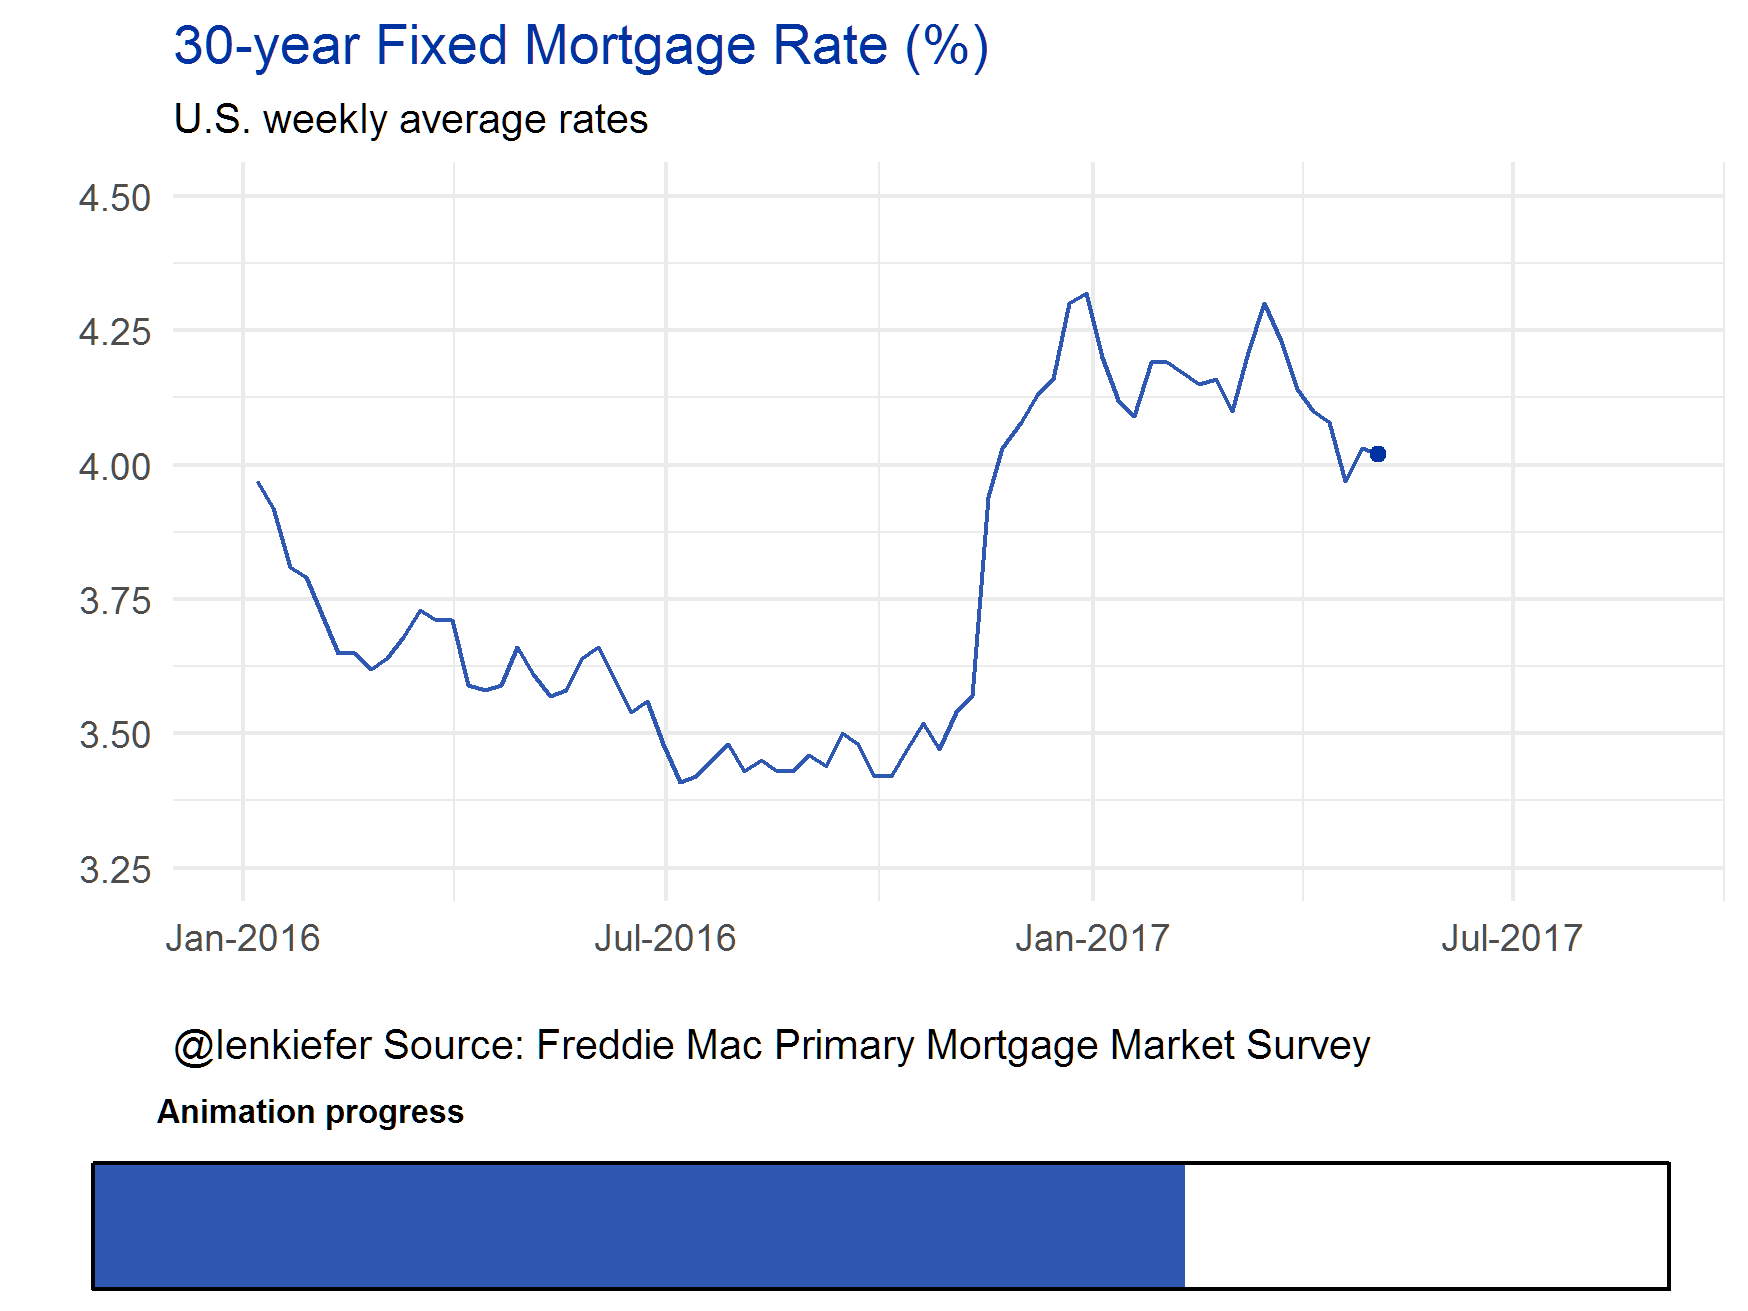 30-year Fixed Mortgage Rate (%)
U.S. weekly average rates
4.50
4.25
4.00
3.75
3.50
3.25
Jan-2016 Jul-2016 Jan-2017 Jul-2017
@lenkiefer Source: Freddie Mac Primary Mortgage Market Survey
Animation progress